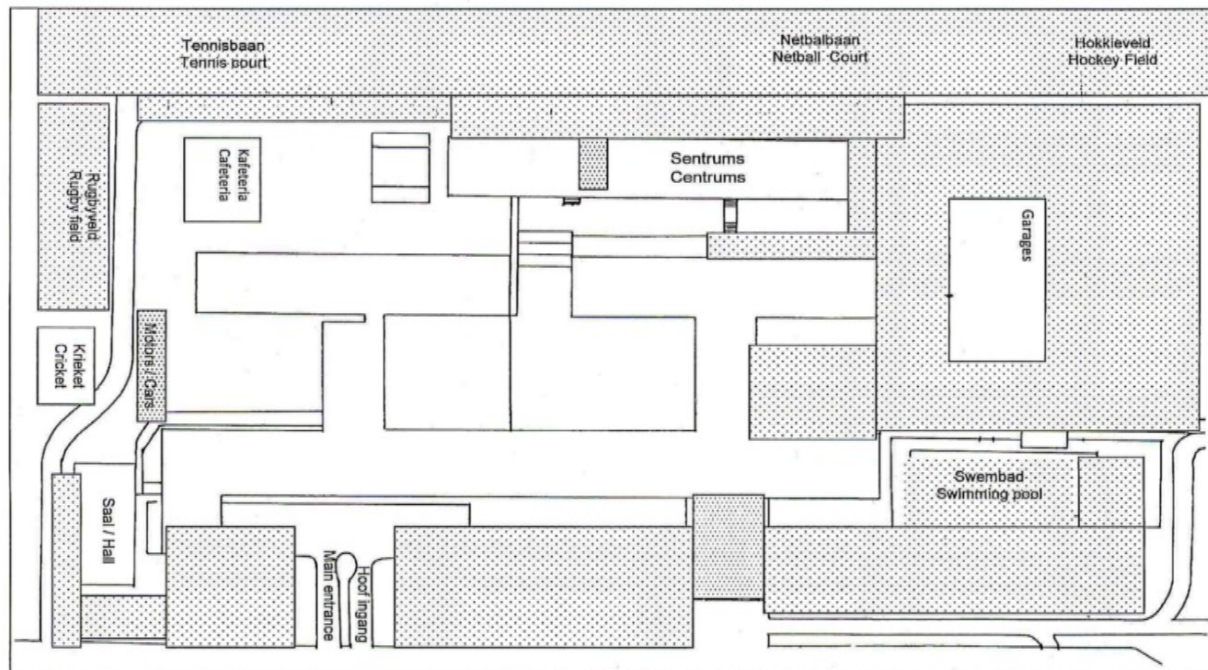 Tennisbaan
Tennis court
Netbalbaan
Netball Court
Hokkieveld
Hockey Field
Rugbyveld
Rugby field
Kafeteria
Cafeteria
Sentrums
Centrums
Garages
Krieket
Cricket
Motors / Cars
Saal / Hall
Swembad
Swimming pool
Hoof ingang
Main entrance